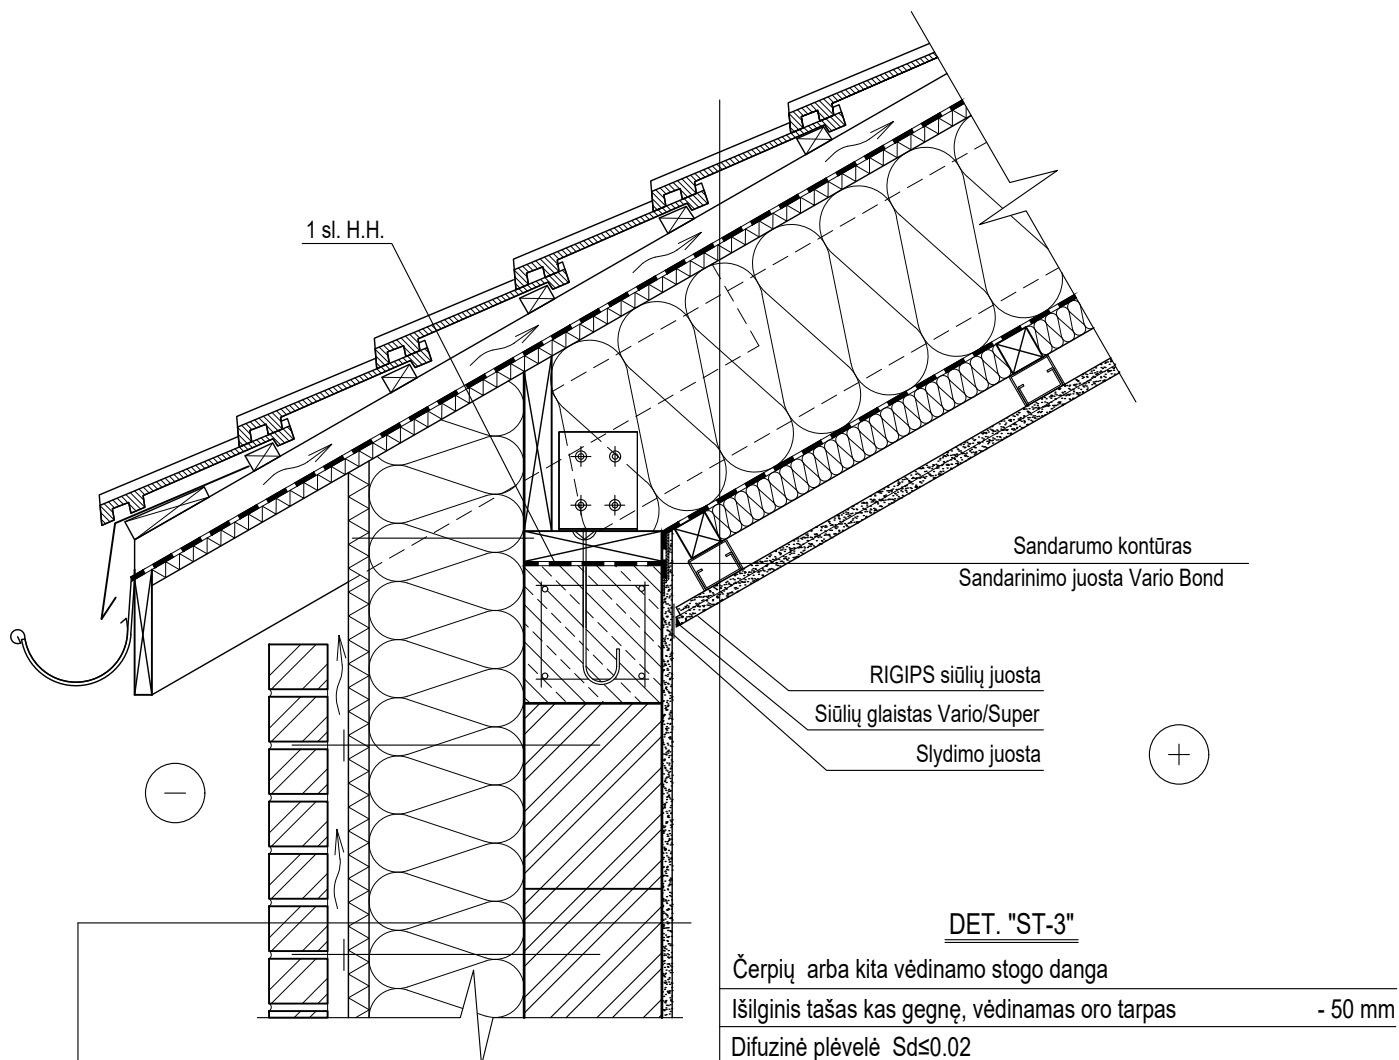 1 sl. H.H.
Sandarumo kontūras
Sandarinimo juosta Vario Bond
RIGIPS siūlių juosta
Siūlių glaistas Vario/Super
Slydimo juosta
DET. "ST-3"
Čerpių arba kita vėdinamo stogo danga
Išilginis tašas kas gegnę, vėdinamas oro tarpas - 50 mm
Difuzinė plėvelė Sd≤0.02